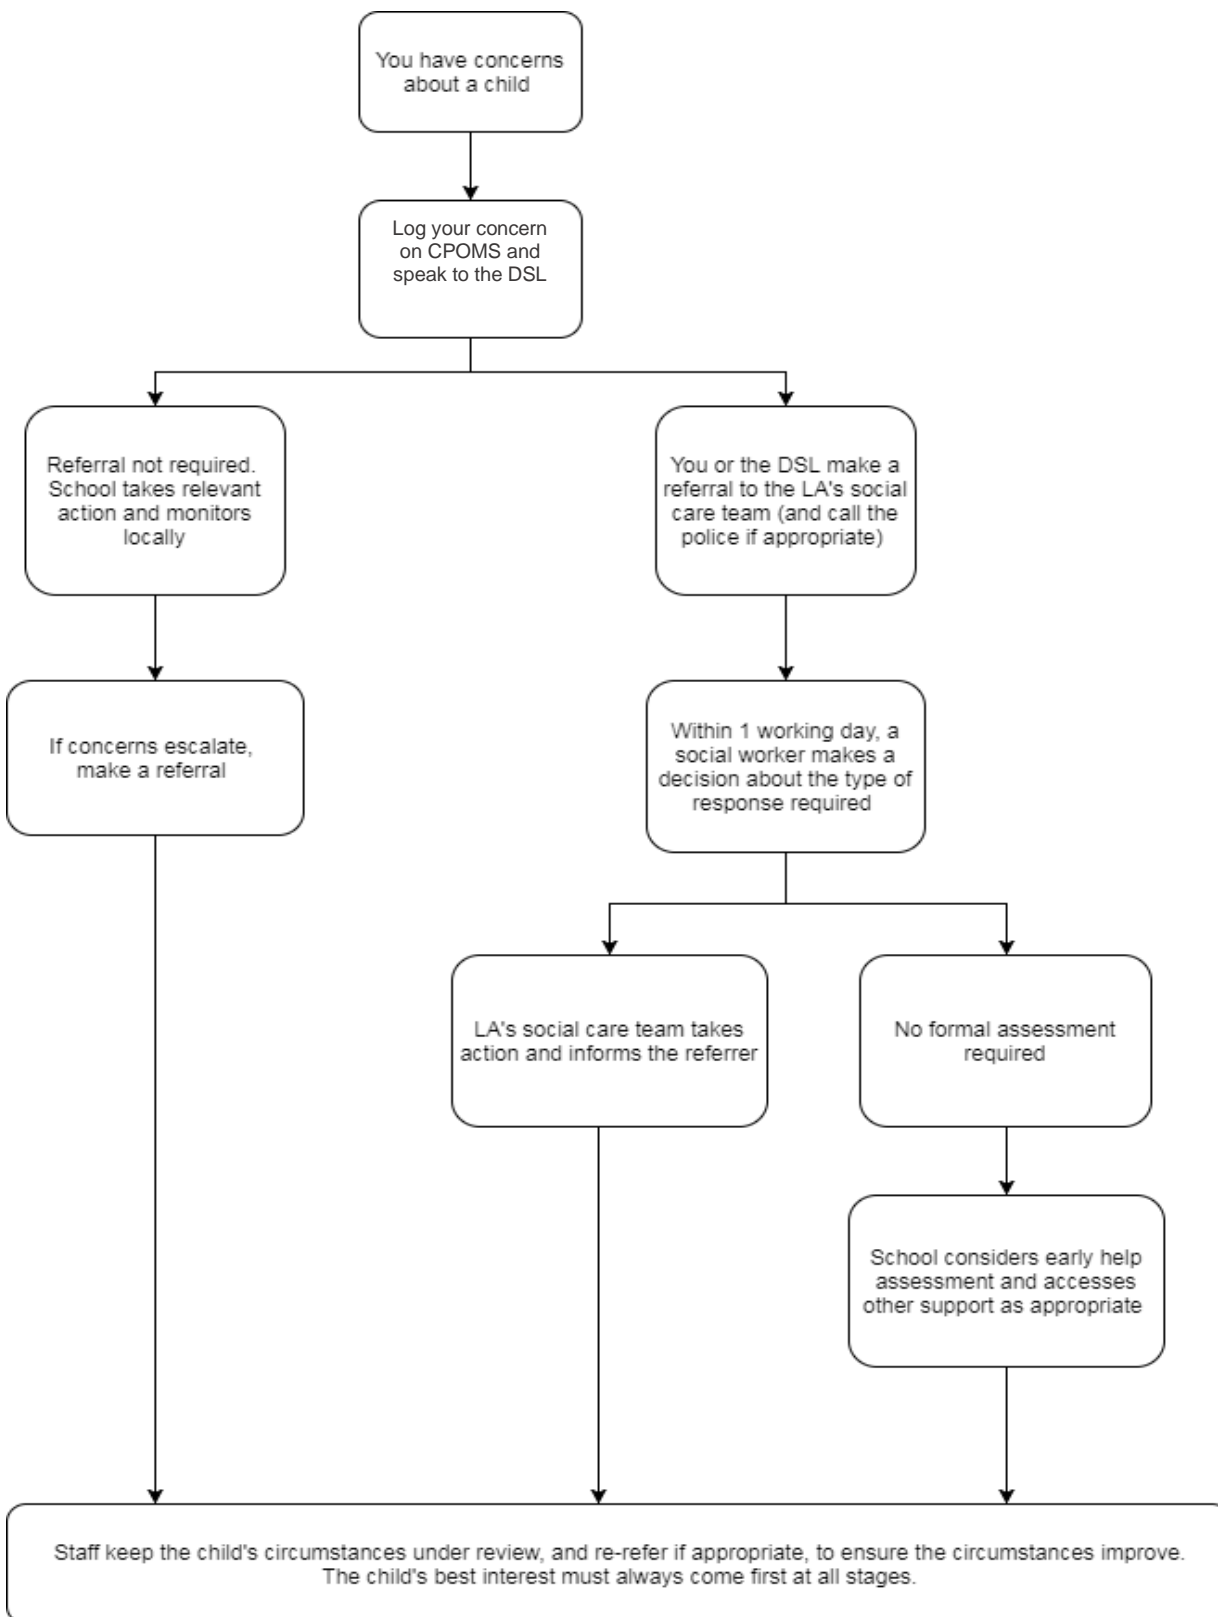 You have concerns
about a child
Log your concern
on CPOMS and
speak to the DSL
Referral not required.
School takes relevant
action and monitors
locally
You or the DSL make a
referral to the LA's social
care team (and call the
police if appropriate)
If concerns escalate,
make a referral
Within 1 working day, a
social worker makes a
decision about the type of
response required
LA's social care team takes
action and informs the referrer
No formal assessment
required
School considers early help
assessment and accesses
other support as appropriate
Staff keep the child's circumstances under review, and re-refer if appropriate, to ensure the circumstances improve.
The child's best interest must always come first at all stages.